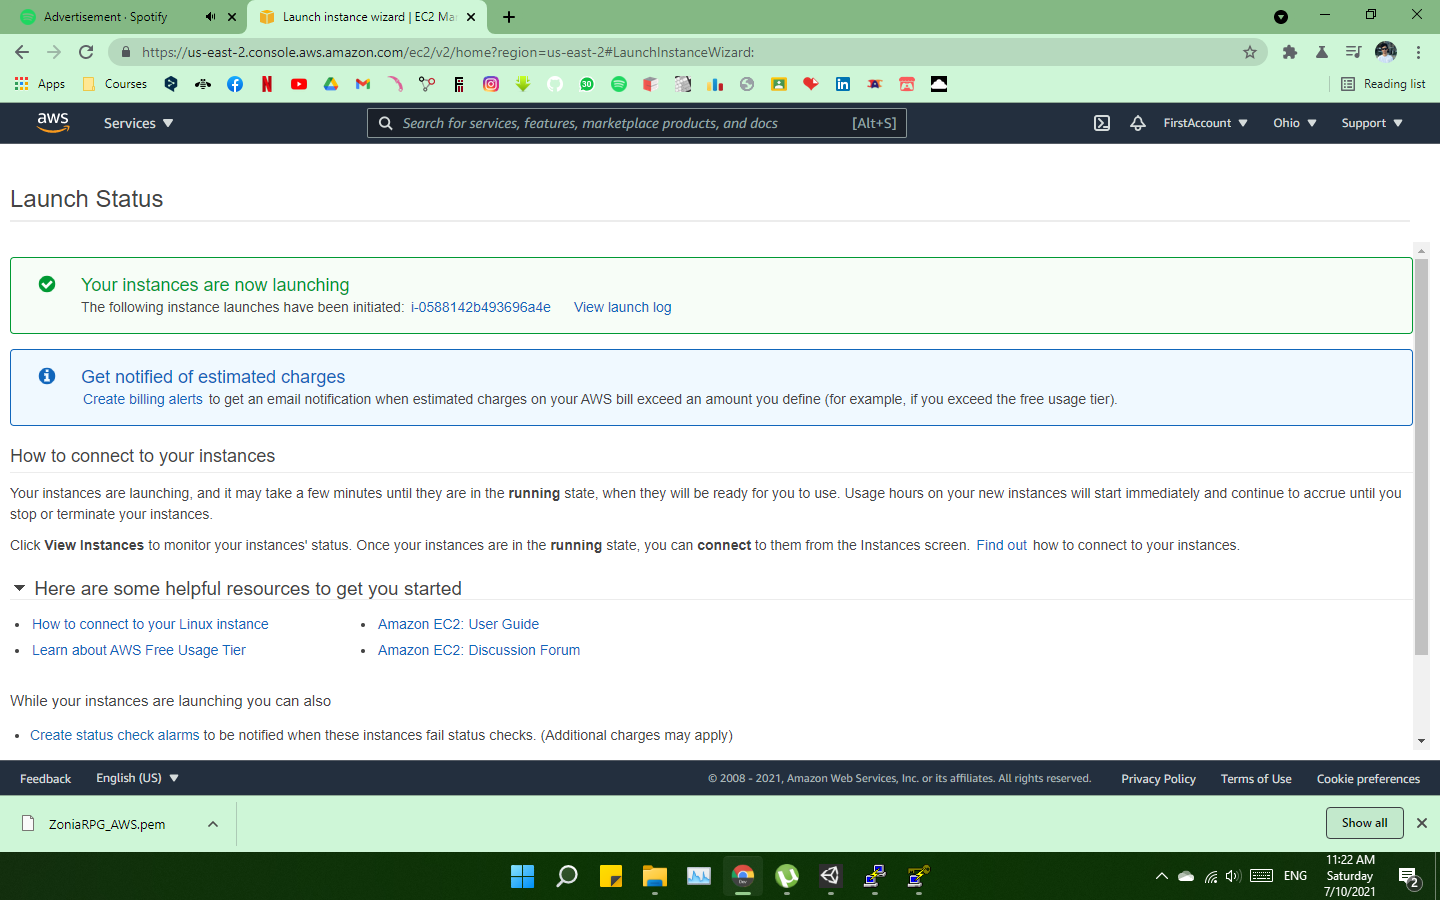 Advertisement · Spotify
Launch instance wizard | EC2 Mar
https://us-east-2.console.aws.amazon.com/ec2/v2/home?region=us-east-2#LaunchInstanceWizard:
Apps
Courses
30
Reading list
aws
Services
Search for services, features, marketplace products, and docs
[Alt+S]
FirstAccount
Ohio
Support
Launch Status
Your instances are now launching
The following instance launches have been initiated: i-0588142b493696a4e View launch log
Get notified of estimated charges
Create billing alerts to get an email notification when estimated charges on your AWS bill exceed an amount you define (for example, if you exceed the free usage tier).
How to connect to your instances
Your instances are launching, and it may take a few minutes until they are in the running state, when they will be ready for you to use. Usage hours on your new instances will start immediately and continue to accrue until you
stop or terminate your instances.
Click View Instances to monitor your instances' status. Once your instances are in the running state, you can connect to them from the Instances screen. Find out how to connect to your instances.
Here are some helpful resources to get you started
How to connect to your Linux instance
Amazon EC2: User Guide
Learn about AWS Free Usage Tier
Amazon EC2: Discussion Forum
While your instances are launching you can also
Create status check alarms to be notified when these instances fail status checks. (Additional charges may apply)
Feedback
English (US)
© 2008 - 2021, Amazon Web Services, Inc. or its affiliates. All rights reserved.
Privacy Policy
Terms of Use
Cookie preferences
ZoniaRPG_AWS.pem
Show all
ENG
11:22 AM
Saturday
7/10/2021
2